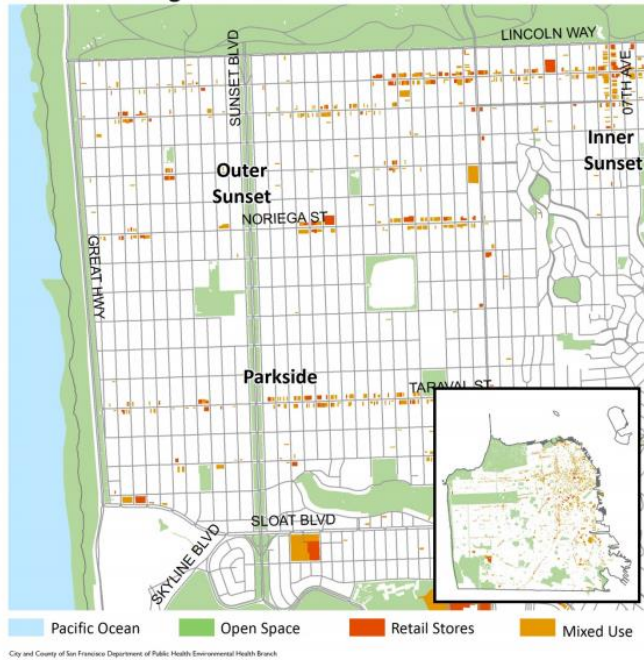 LINCOLN WAY
SUNSET BLVD
07TH AVE
Inner
Sunset
Outer
Sunset
NORIEGA ST
GREAT HWY
Parkside
TARAVAL ST
SLOAT BLVD
SKYLINE BLVD
Pacific Ocean
Open Space
Retail Stores
Mixed Use
City and County of San Francisco Department of Public Health Environmental Health Branch